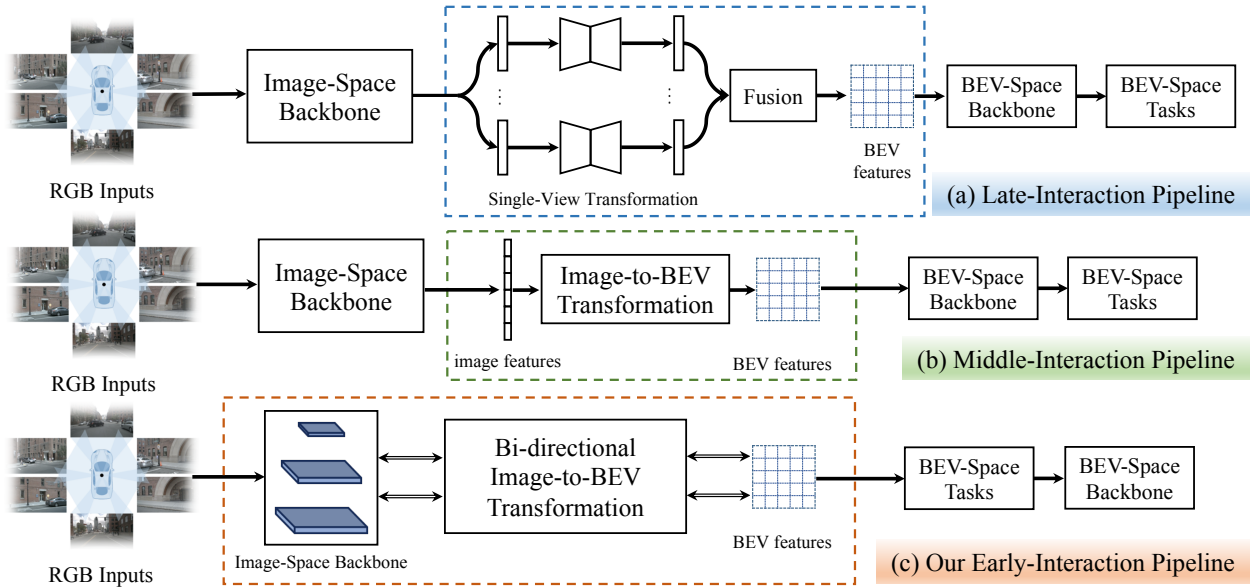 RGB Inputs
Image-Space
Backbone
Single-View Transformation
Fusion
BEV
features
BEV-Space
Backbone
BEV-Space
Tasks
(a) Late-Interaction Pipeline
RGB Inputs
Image-Space
Backbone
image features
Image-to-BEV
Transformation
BEV features
BEV-Space
Backbone
BEV-Space
Tasks
(b) Middle-Interaction Pipeline
RGB Inputs
Image-Space Backbone
Bi-directional
Image-to-BEV
Transformation
BEV features
BEV-Space
Tasks
BEV-Space
Backbone
(c) Our Early-Interaction Pipeline